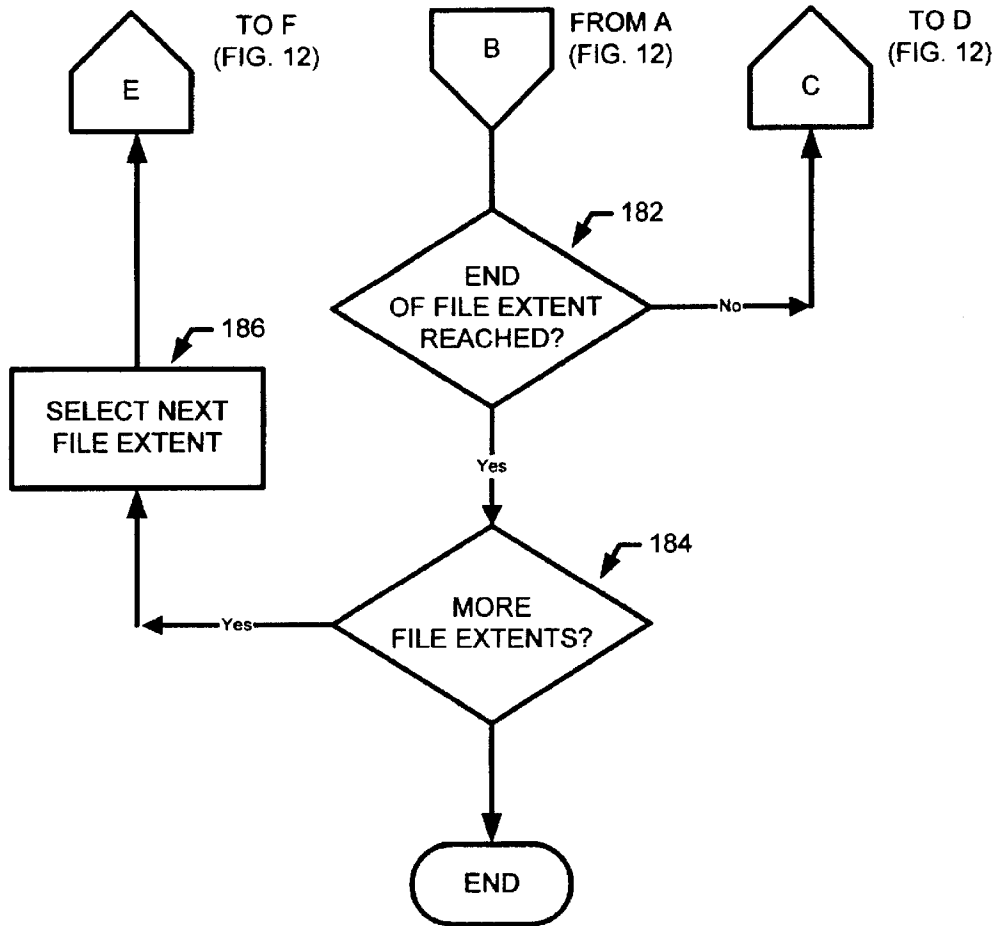 TO F
(FIG. 12)
E
FROM A
(FIG. 12)
B
TO D
(FIG. 12)
C
182
END
OF FILE EXTENT
REACHED?
No
186
SELECT NEXT
FILE EXTENT
Yes
184
MORE
FILE EXTENTS?
Yes
END